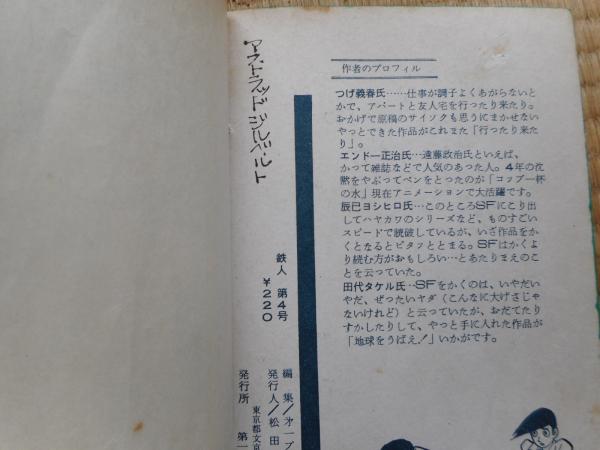 アストラッドジルベルト
作者のプロフィル
つげ義春氏……仕事が調子よくあがらないと
かで、アパートと友人宅を行ったり来たり。
おかげで原稿のサイソクも思うにまかせない
やっとできた作品がこれまた「行ったり来た
り」。
エンドー正治氏…遠藤政治氏といえば、
かつて雑誌などで人気のあった人。4年の沈
黙をやぶってペンをとったのが「コップ一杯
の水」現在アニメーションで大活躍です。
辰巳ヨシヒロ氏…このところSFにこり出
してハヤカワのシリーズなど、ものすごい
スピードで読破しているが、いざ作品をか
くとなるとピタッととまる。SFはかくよ
り読む方がおもしろい…とあたりまえのこ
とを云っていた。
田代タケル氏…SFをかくのは、いやだい
やだ、ぜったいヤダ（こんなに大げさじゃ
ないけれど）と云っていたが、おだてたり
すかしたりして、やっと手に入れた作品が
「地球をうばえ!」いかがです。
鉄人 第4号
¥220
編集/オープ
発行人/松田
東京都文京
発行所 第一